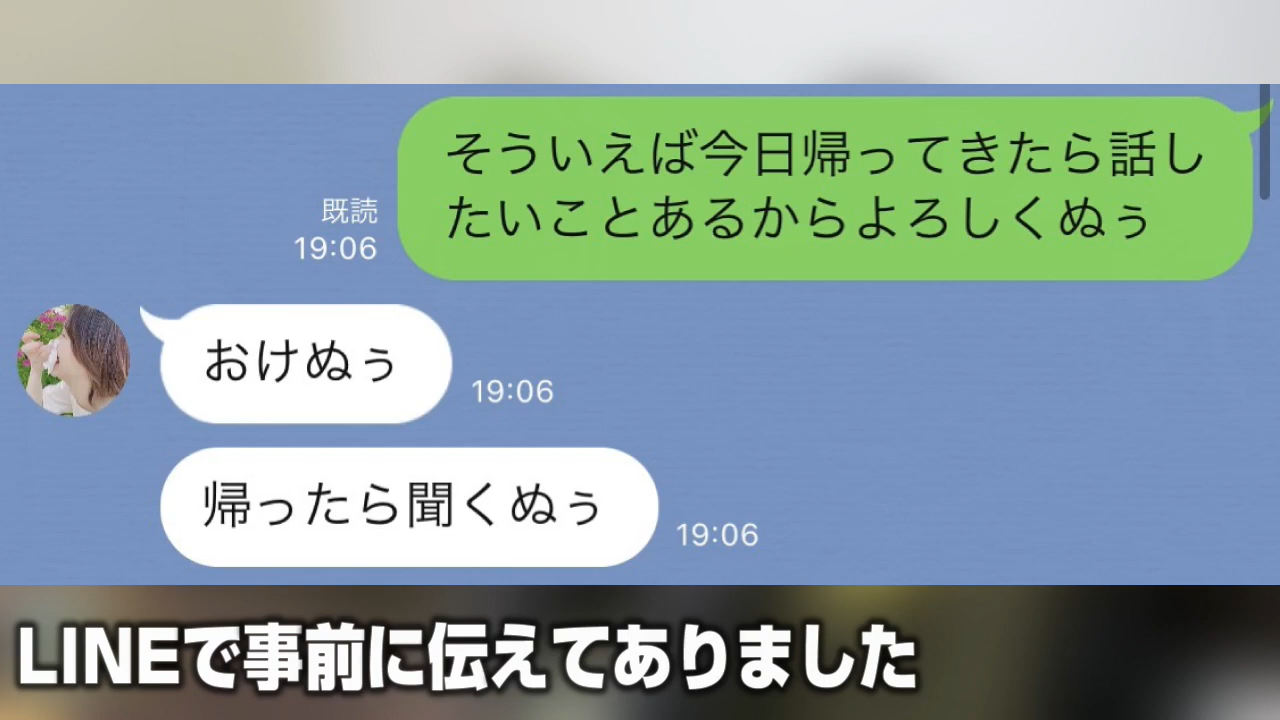 そういえば今日帰ってきたら話し
たいことあるからよろしくぬぅ
既読
19:06
おけぬぅ
19:06
帰ったら聞くぬぅ
19:06
LINEで事前に伝えてありました